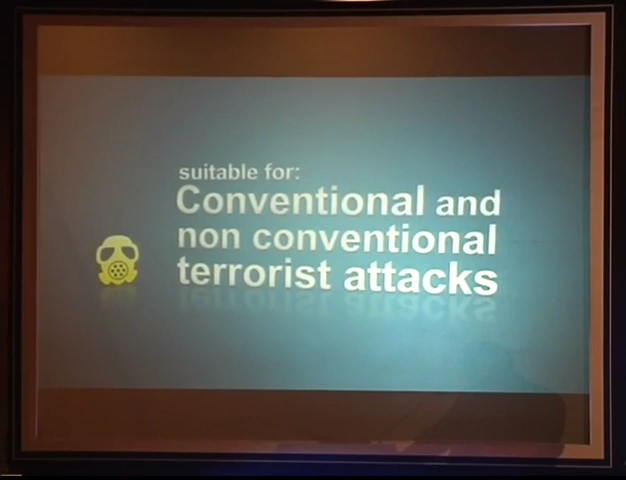 suitable for:
Conventional and
non conventional
terrorist attacks